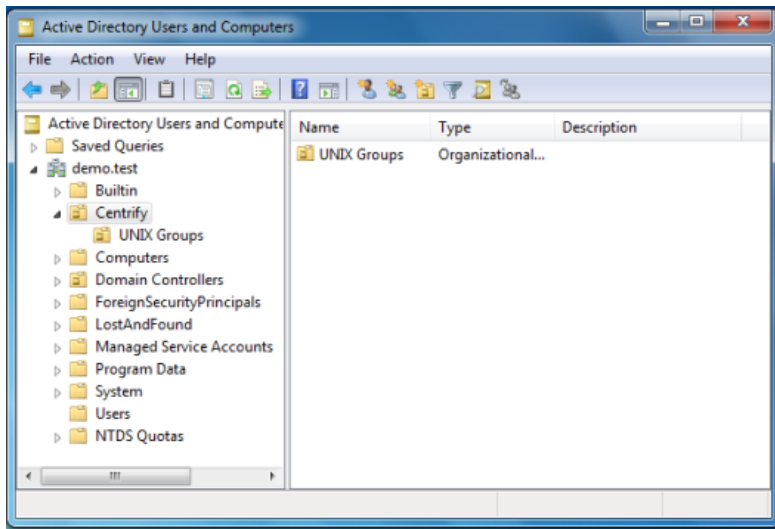 Active Directory Users and Computers
File Action View Help
Active Directory Users and Compute
Saved Queries
demo.test
Builtin
Centrify
UNIX Groups
Computers
Domain Controllers
ForeignSecurityPrincipals
LostAndFound
Managed Service Accounts
Program Data
System
Users
NTDS Quotas
Name Type Description
UNIX Groups Organizational...